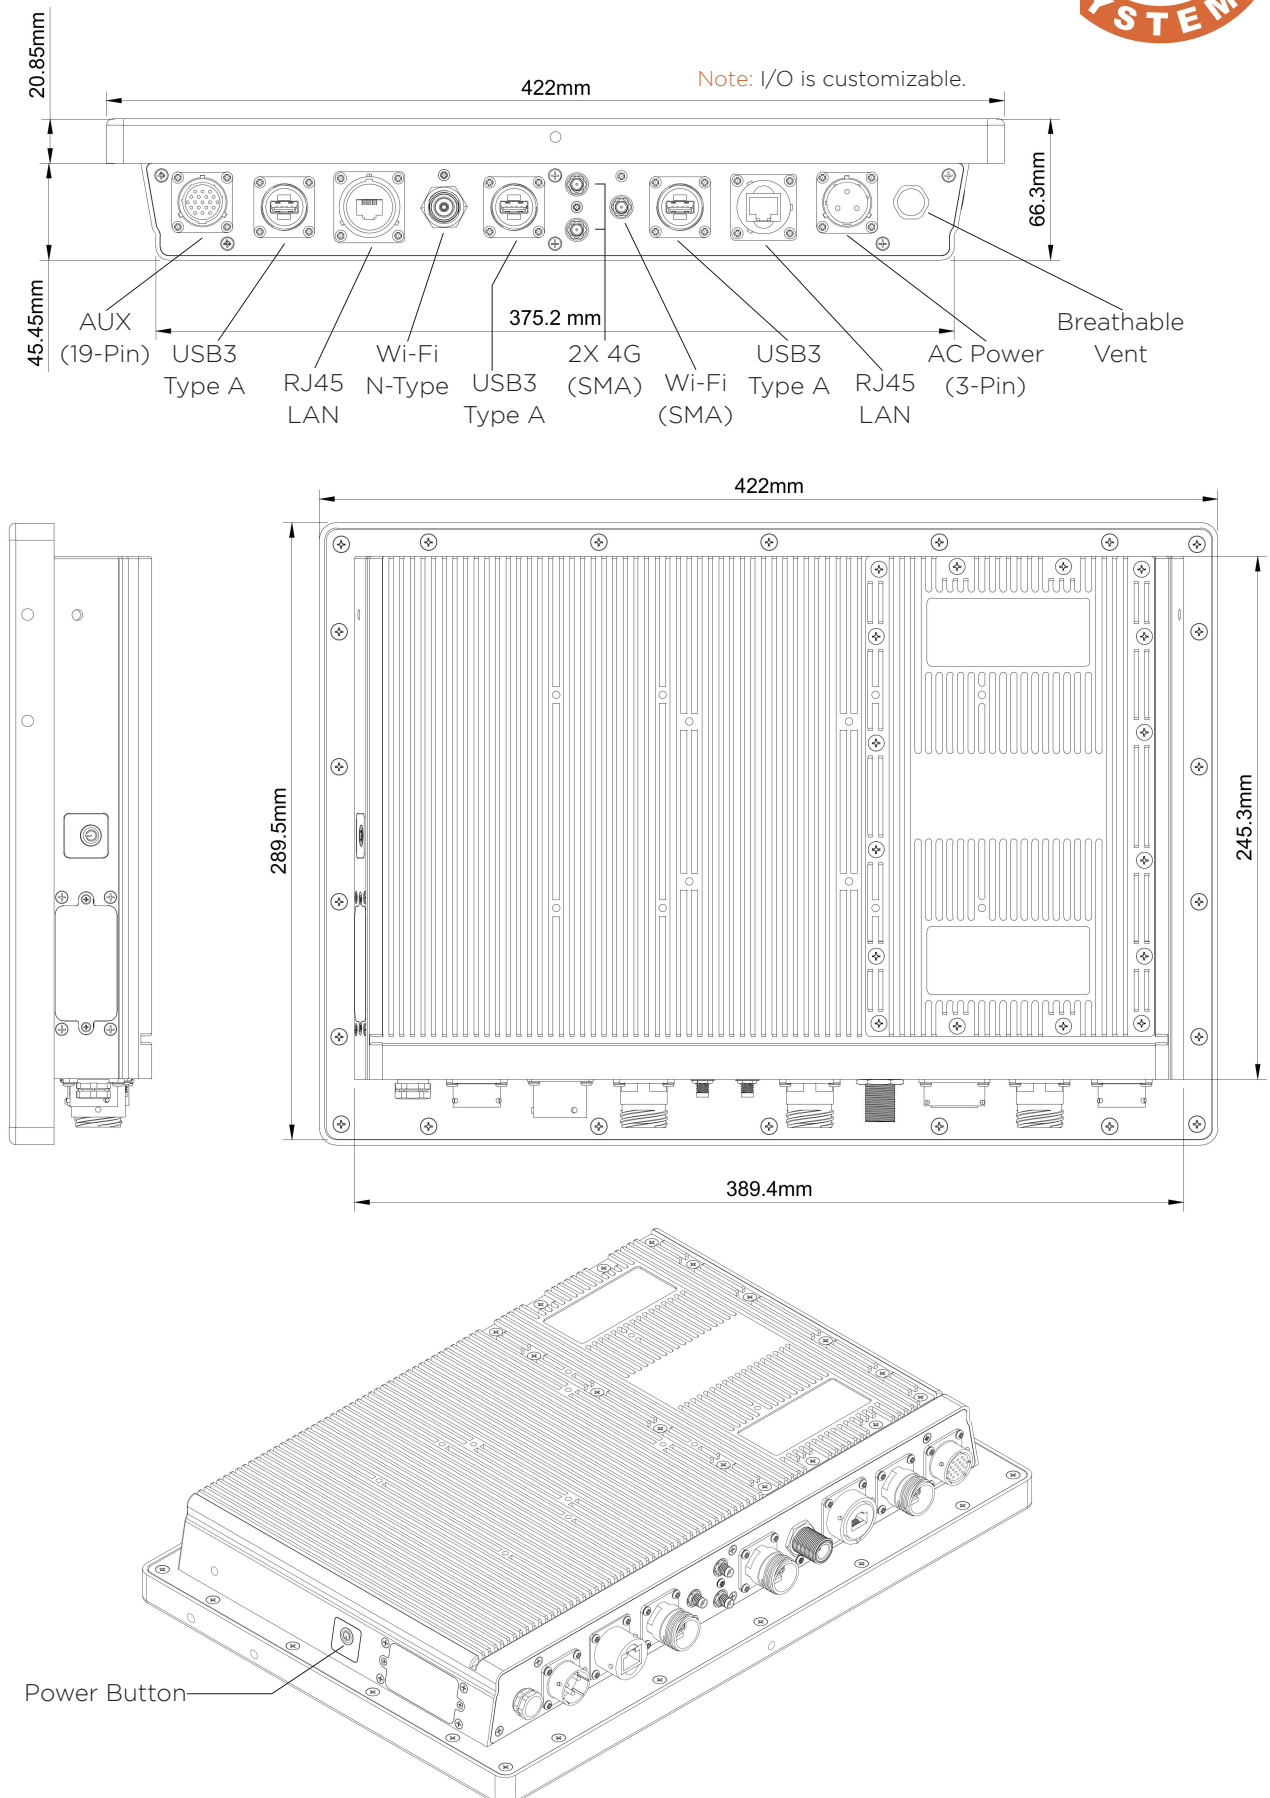 YSTEM
20.85mm
422mm
Note: I/O is customizable.
66.3mm
45.45mm
375.2 mm
AUX
(19-Pin)
USB3
Type A
RJ45
LAN
Wi-Fi
N-Type
USB3
Type A
2X 4G
(SMA)
Wi-Fi
(SMA)
USB3
Type A
RJ45
LAN
AC Power
(3-Pin)
Breathable
Vent
422mm
289.5mm
245.3mm
389.4mm
Power Button